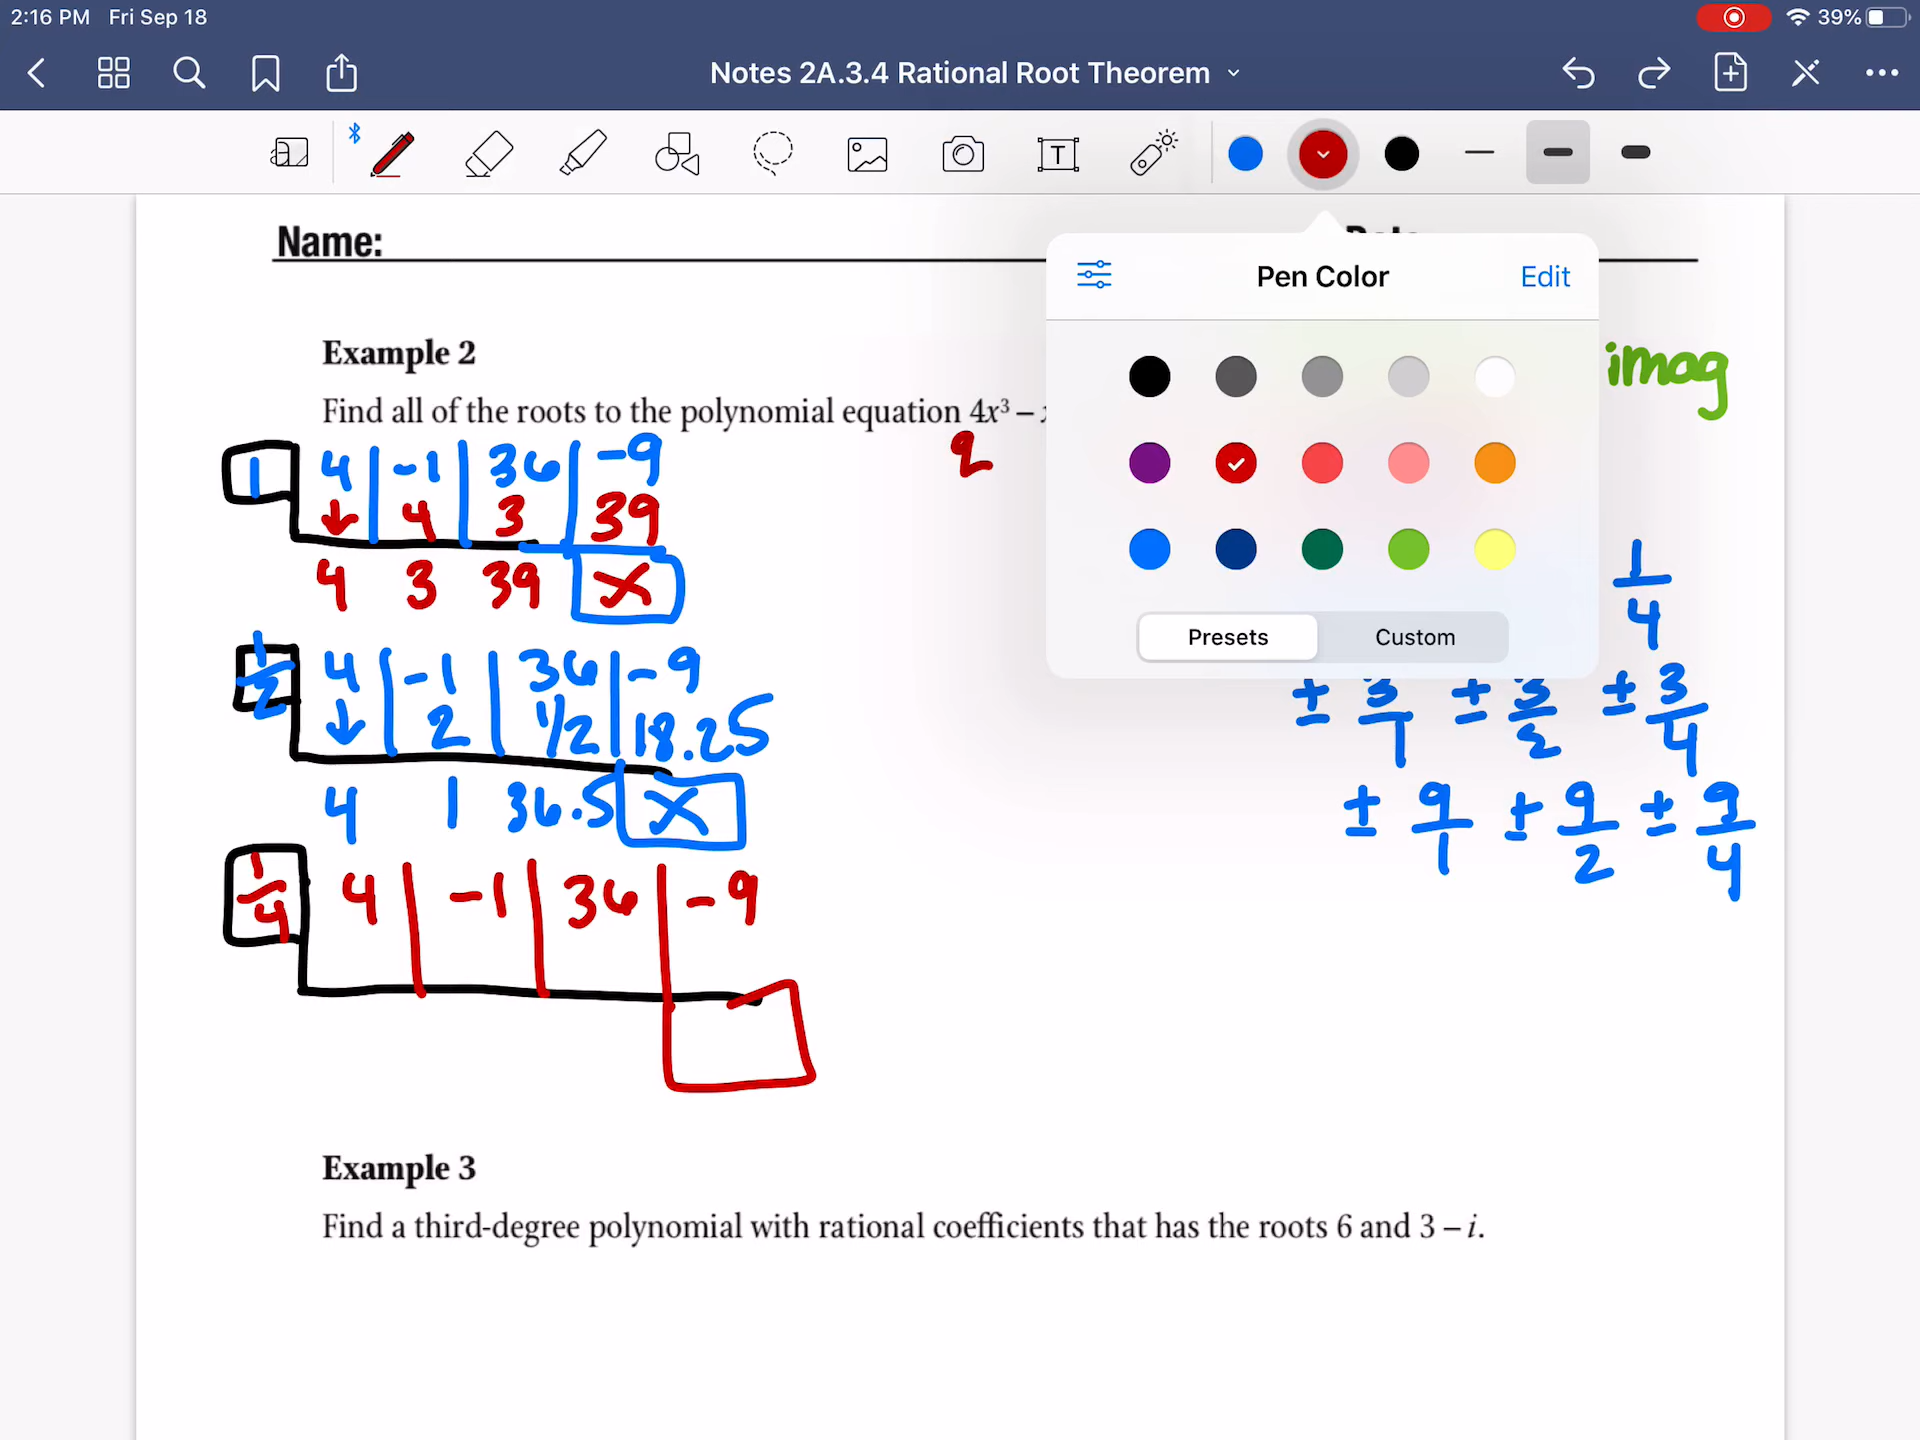 2:16 PM Fri Sep 18 39%
Notes 2A.3.4 Rational Root Theorem
Name:
Pen Color Edit
Example 2 imag
Find all of the roots to the polynomial equation 4x³ –
q
1 4 -1 36 -9
↓ 4 3 39
4 3 39 x
Presets Custom
1/4
1/2 4 -1 36 -9
↓ 2 1/2 18.25
4 1 36.5 x
± 3/1 ± 3/2 ± 3/4
± 9/1 ± 9/2 ± 9/4
1/4 4 -1 36 -9
Example 3
Find a third-degree polynomial with rational coefficients that has the roots 6 and 3 – i.